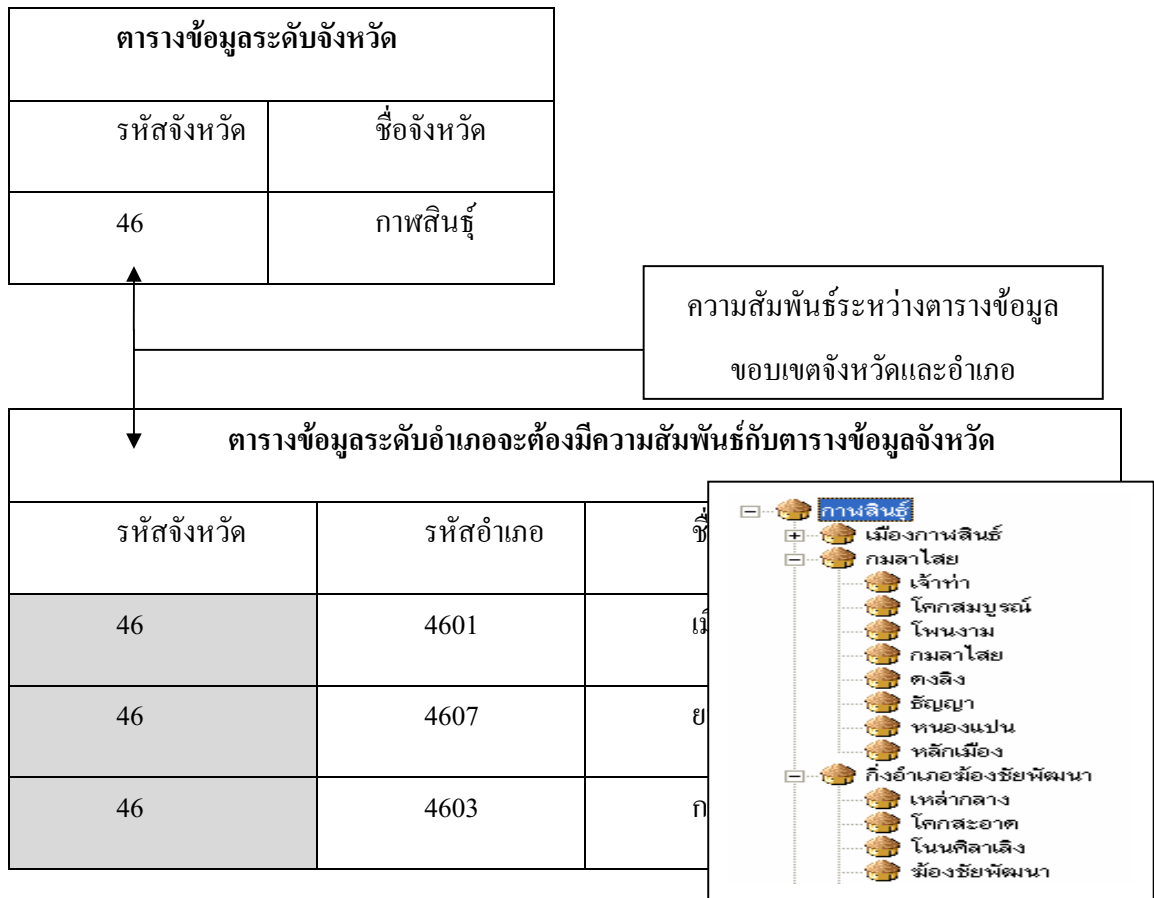 ตารางข้อมูลระดับจังหวัด
รหัสจังหวัด ชื่อจังหวัด
46 กาฬสินธุ์
ความสัมพันธ์ระหว่างตารางข้อมูล
ขอบเขตจังหวัดและอำเภอ
ตารางข้อมูลระดับอำเภอจะต้องมีความสัมพันธ์กับตารางข้อมูลจังหวัด
รหัสจังหวัด รหัสอำเภอ
46 4601
46 4607
46 4603
กาฬสินธุ์
เมืองกาฬสินธุ์
กมลาไสย
เจ้าท่า
โคกสมบูรณ์
โพนงาม
กมลาไสย
ดงลิง
ธัญญา
หนองแปน
หลักเมือง
กิ่งอำเภอฆ้องชัยพัฒนา
เหล่ากลาง
โคกสะอาด
โนนศิลาเลิง
ฆ้องชัยพัฒนา